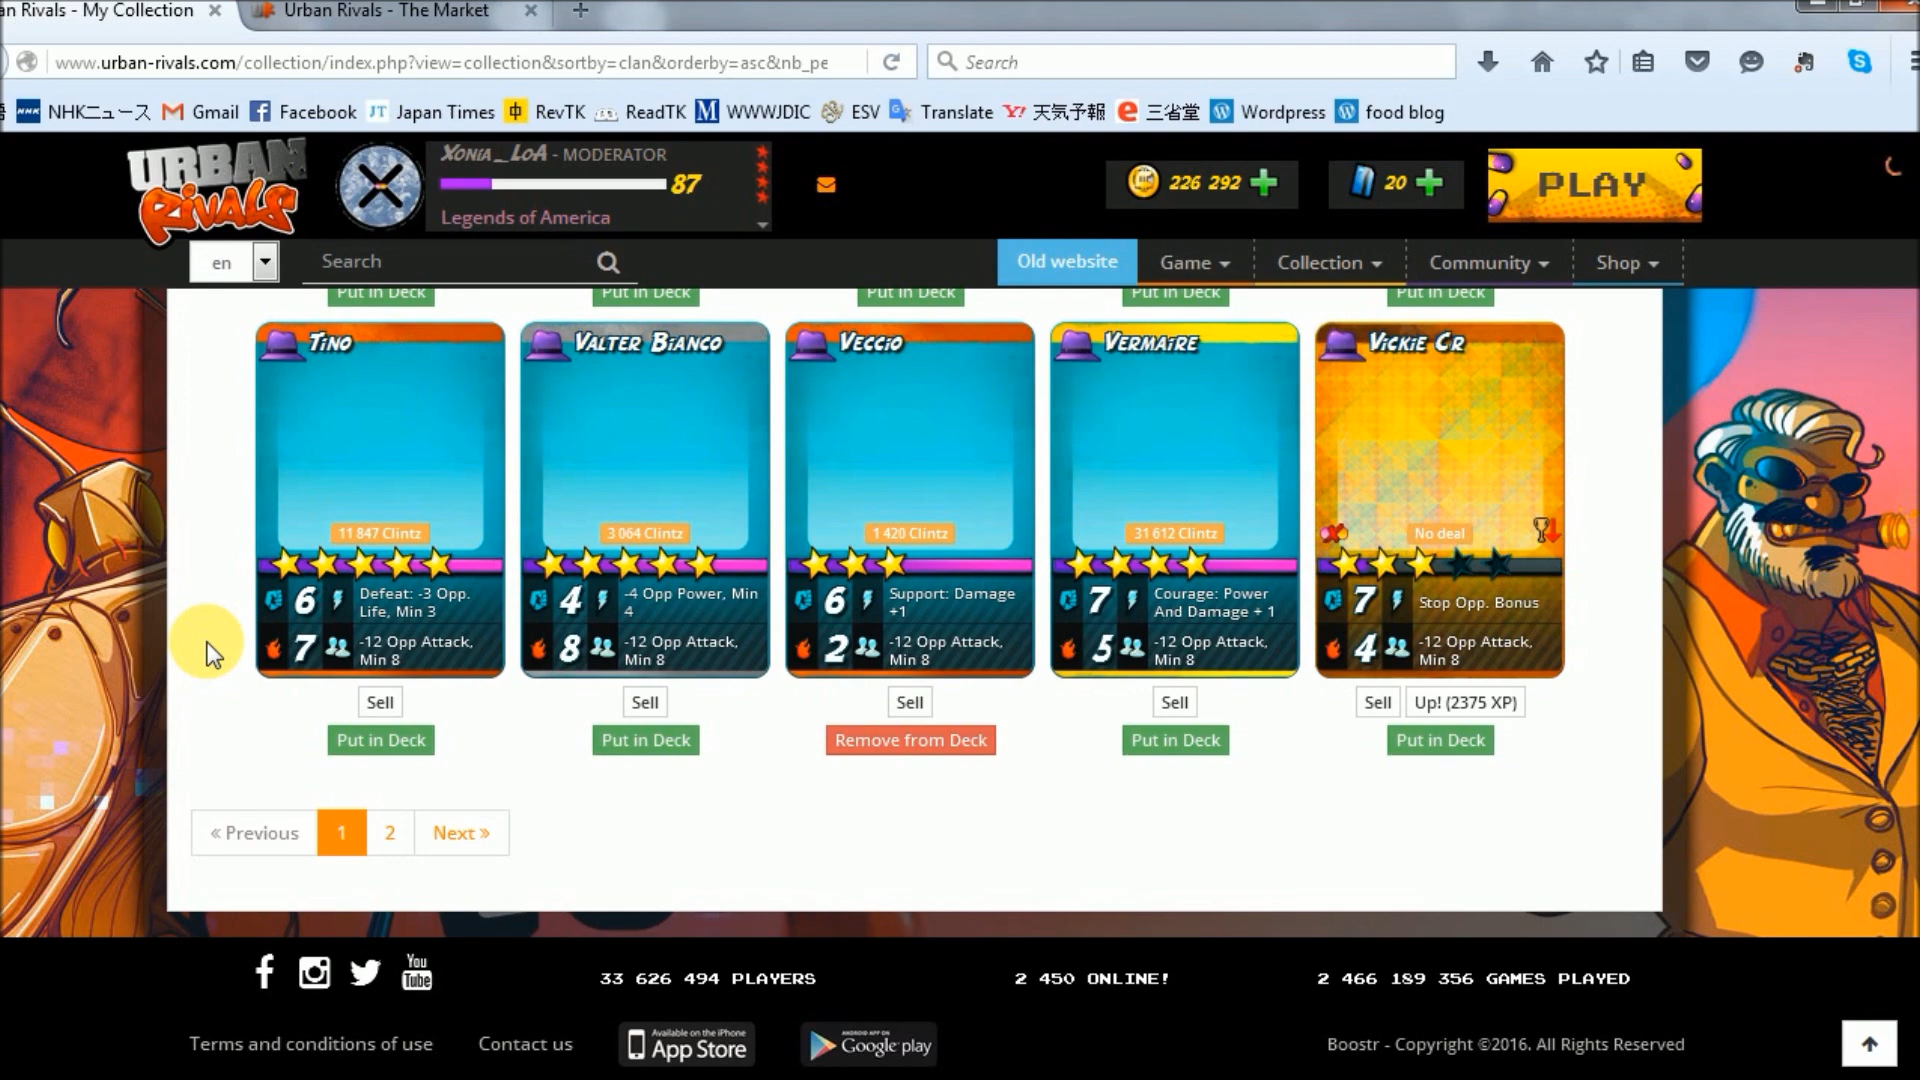 an Rivals - My Collection
Urban Rivals - The Market
www.urban-rivals.com/collection/index.php?view=collection&sortby=clan&orderby=asc&nb_pe
Search
NHKニュース Gmail Facebook JT Japan Times RevTK ReadTK WWWJDIC ESV Translate 天気予報 三省堂 Wordpress food blog
URBAN RIVALS
XONIA_LOA - MODERATOR
87
Legends of America
226 292
20
PLAY
en
Search
Old website
Game
Collection
Community
Shop
Put in Deck Put in Deck Put in Deck Put in Deck Put in Deck
TINO
11 847 Clintz
6 Defeat: -3 Opp. Life, Min 3
7 -12 Opp Attack, Min 8
Sell
Put in Deck
VALTER BIANCO
3 064 Clintz
4 -4 Opp Power, Min 4
8 -12 Opp Attack, Min 8
Sell
Put in Deck
VECCIO
1 420 Clintz
6 Support: Damage +1
2 -12 Opp Attack, Min 8
Sell
Remove from Deck
VERMAIRE
31 612 Clintz
7 Courage: Power And Damage + 1
5 -12 Opp Attack, Min 8
Sell
Put in Deck
VICKIE CR
No deal
7 Stop Opp. Bonus
4 -12 Opp Attack, Min 8
Sell
Up! (2375 XP)
Put in Deck
« Previous 1 2 Next »
You Tube
33 626 494 PLAYERS
2 450 ONLINE!
2 466 189 356 GAMES PLAYED
Terms and conditions of use
Contact us
Available on the iPhone
App Store
ANDROID APP ON
Google play
Boostr - Copyright ©2016. All Rights Reserved